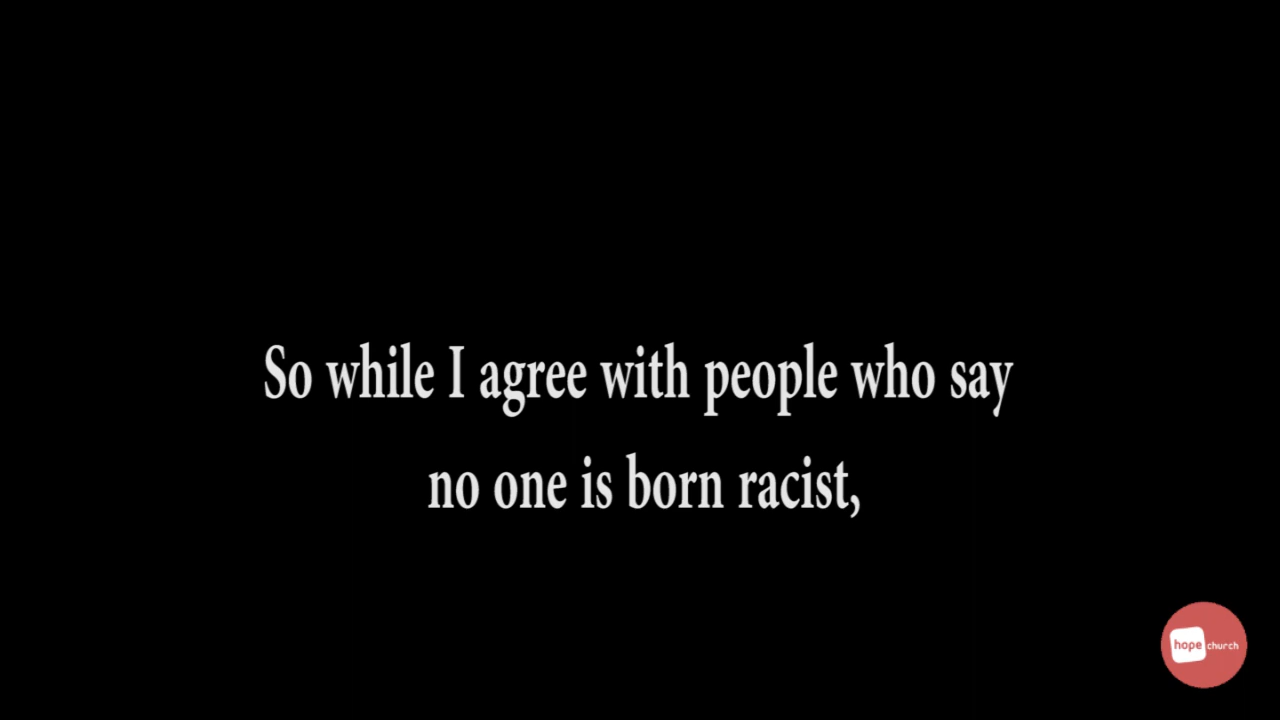 So while I agree with people who say
no one is born racist,
hope church